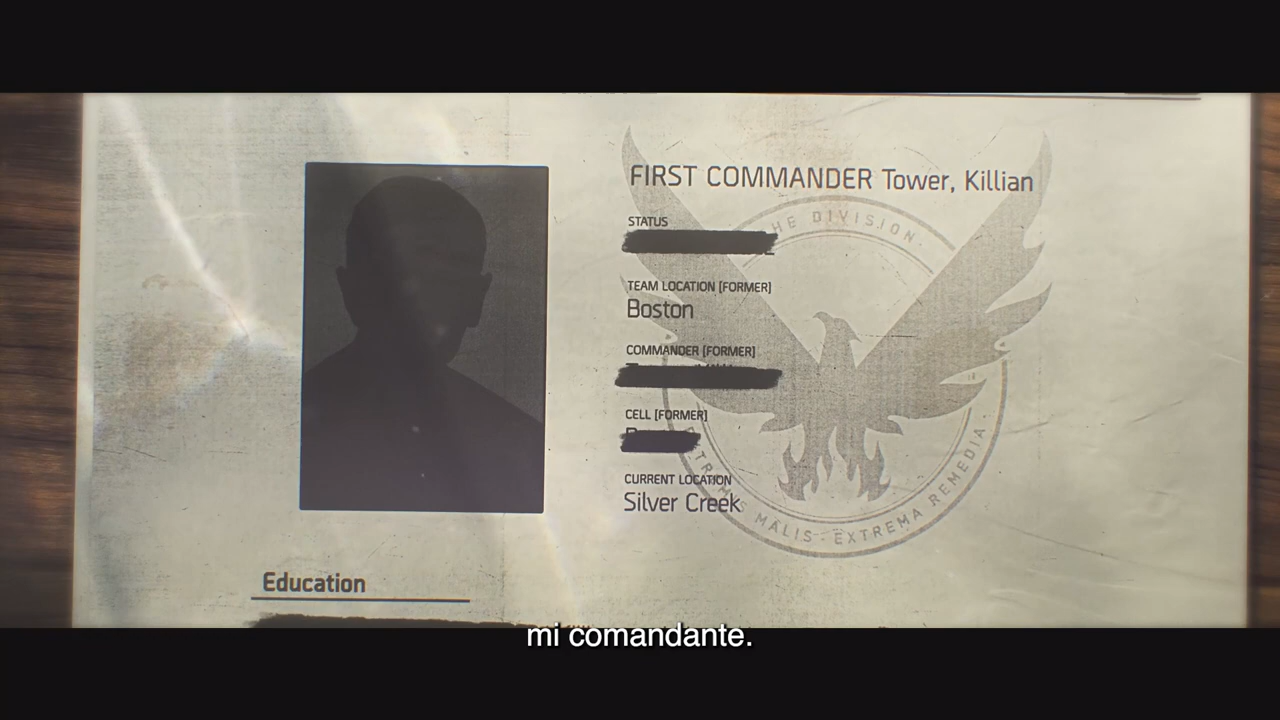 FIRST COMMANDER Tower, Killian
STATUS
TEAM LOCATION [FORMER]
Boston
COMMANDER [FORMER]
CELL [FORMER]
CURRENT LOCATION
Silver Creek
THE DIVISION
EXTREMIS MALIS · EXTREMA REMEDIA ·
Education
mi comandante.